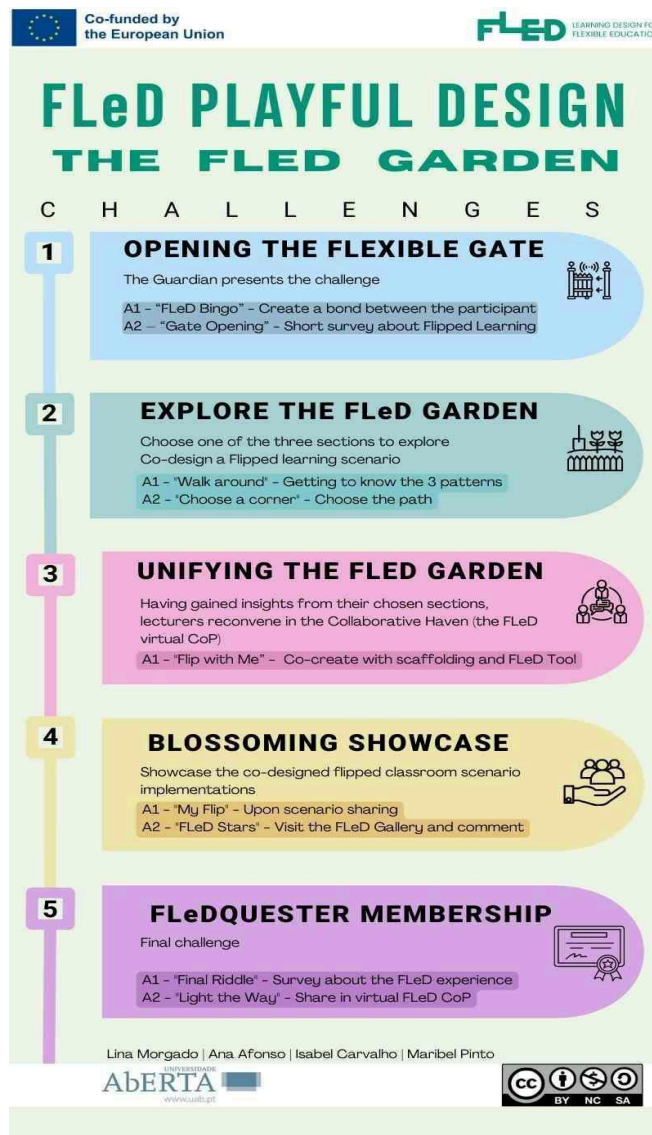 Co-funded by
the European Union
FLeD
LEARNING DESIGN FO
FLEXIBLE EDUCATIO
FLeD PLAYFUL DESIGN
THE FLED GARDEN
CHALLENGES
1
OPENING THE FLEXIBLE GATE
The Guardian presents the challenge
A1 - “FLeD Bingo” - Create a bond between the participant
A2 – “Gate Opening” - Short survey about Flipped Learning
2
EXPLORE THE FLeD GARDEN
Choose one of the three sections to explore
Co-design a Flipped learning scenario
A1 - "Walk around" - Getting to know the 3 patterns
A2 - "Choose a corner" - Choose the path
3
UNIFYING THE FLED GARDEN
Having gained insights from their chosen sections,
lecturers reconvene in the Collaborative Haven (the FLeD
virtual CoP)
A1 - “Flip with Me” - Co-create with scaffolding and FLeD Tool
4
BLOSSOMING SHOWCASE
Showcase the co-designed flipped classroom scenario
implementations
A1 - "My Flip" - Upon scenario sharing
A2 - "FLeD Stars" - Visit the FLeD Gallery and comment
5
FLeDQUESTER MEMBERSHIP
Final challenge
A1 - "Final Riddle" - Survey about the FLeD experience
A2 - "Light the Way" - Share in virtual FLeD CoP
Lina Morgado | Ana Afonso | Isabel Carvalho | Maribel Pinto
UNIVERSIDADE
AbERTA
www.uab.pt
cc
BY NC SA